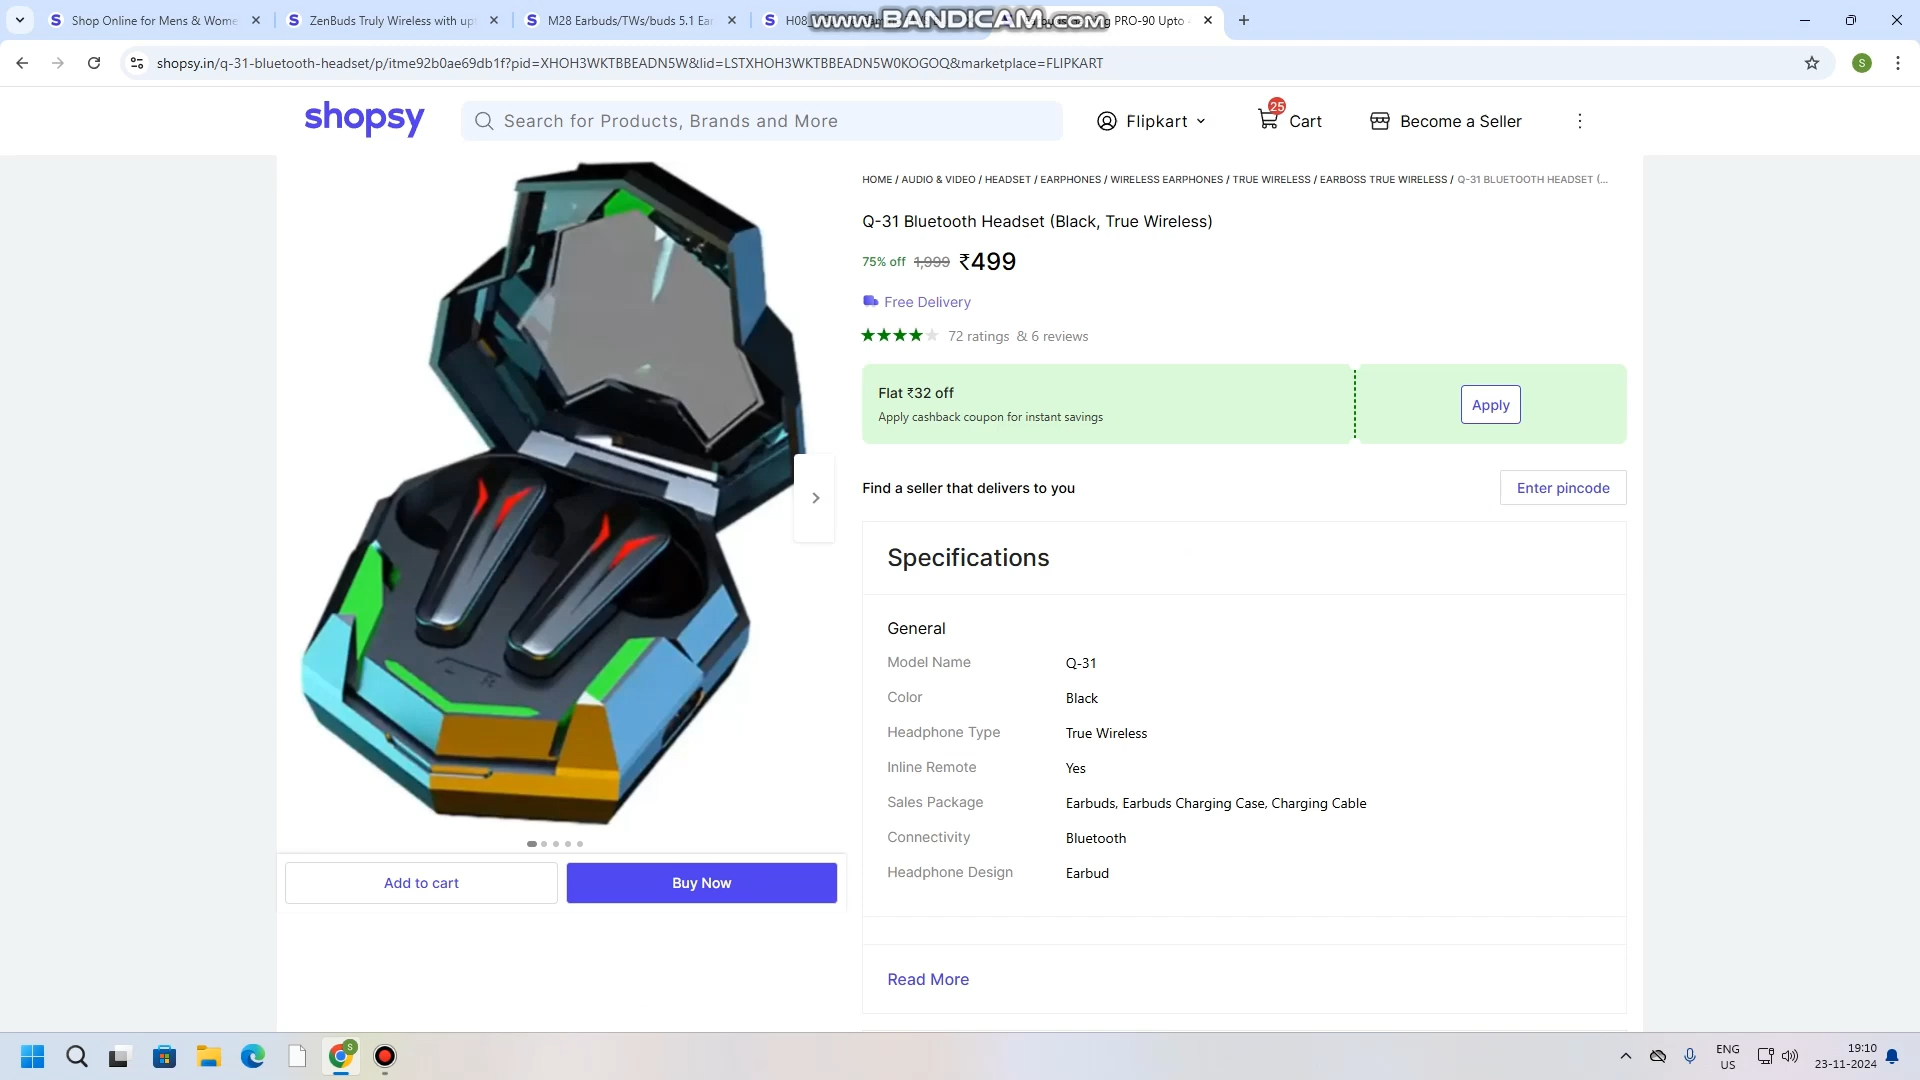 Shop Online for Mens & Wome
ZenBuds Truly Wireless with up
M28 Earbuds/TWs/buds 5.1 Ear
H08
www.BANDICAM.com
PRO-90 Upto
shopsy.in/q-31-bluetooth-headset/p/itme92b0ae69db1f?pid=XHOH3WKTBBEADN5W&lid=LSTXHOH3WKTBBEADN5W0KOGOQ&marketplace=FLIPKART
S
shopsy
Search for Products, Brands and More
Flipkart
25
Cart
Become a Seller
HOME / AUDIO & VIDEO / HEADSET / EARPHONES / WIRELESS EARPHONES / TRUE WIRELESS / EARBOSS TRUE WIRELESS / Q-31 BLUETOOTH HEADSET (...
Q-31 Bluetooth Headset (Black, True Wireless)
75% off 1,999 ₹499
Free Delivery
72 ratings & 6 reviews
Flat ₹32 off
Apply cashback coupon for instant savings
Apply
Find a seller that delivers to you
Enter pincode
Specifications
General
Model Name Q-31
Color Black
Headphone Type True Wireless
Inline Remote Yes
Sales Package Earbuds, Earbuds Charging Case, Charging Cable
Connectivity Bluetooth
Headphone Design Earbud
Read More
Add to cart
Buy Now
ENG
US
19:10
23-11-2024